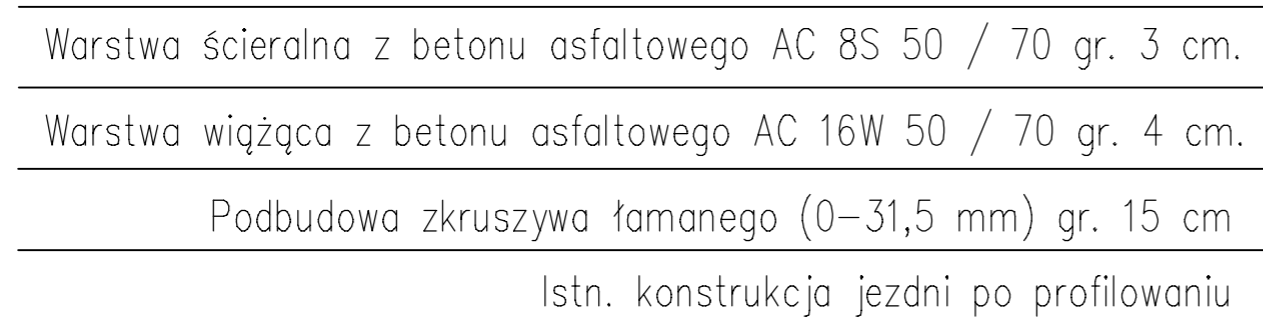 Warstwa ścieralna z betonu asfaltowego AC 8S 50 / 70 gr. 3 cm.
Warstwa wiążąca z betonu asfaltowego AC 16W 50 / 70 gr. 4 cm.
Podbudowa zkruszywa łamanego (0-31,5 mm) gr. 15 cm
Istn. konstrukcja jezdni po profilowaniu